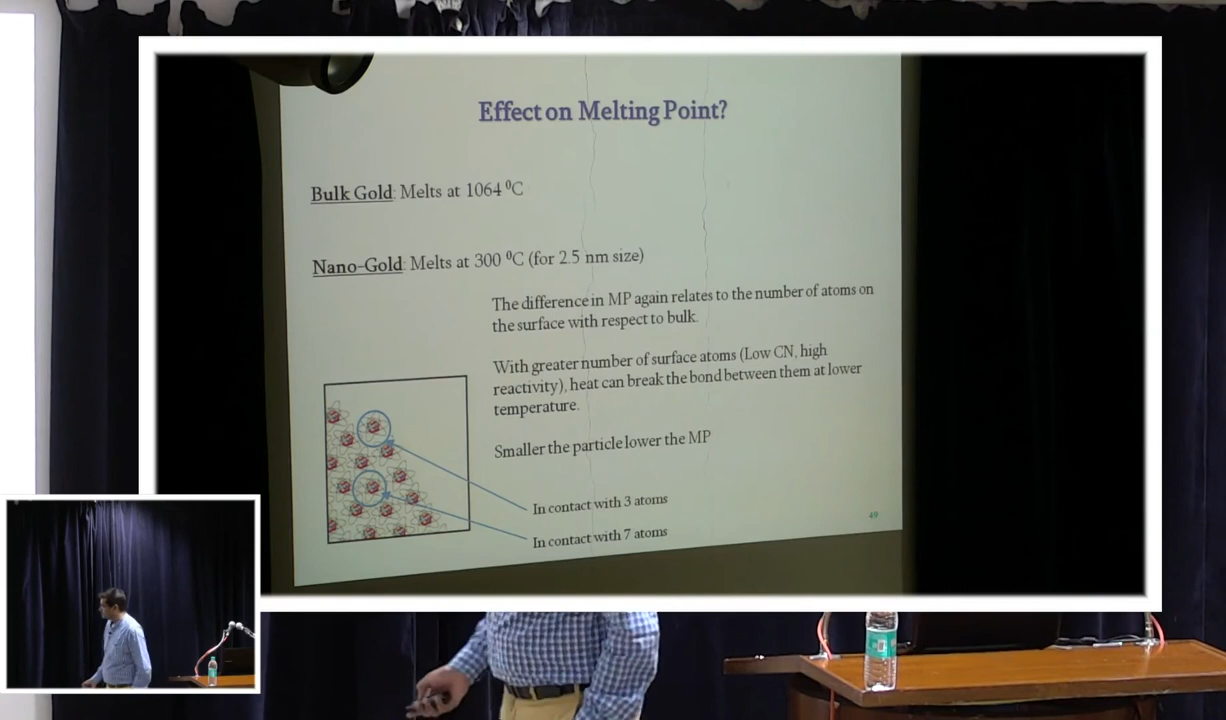 Effect on Melting Point?
Bulk Gold: Melts at 1064 ⁰C
Nano-Gold: Melts at 300 ⁰C (for 2.5 nm size)
The difference in MP again relates to the number of atoms on
the surface with respect to bulk.
With greater number of surface atoms (Low CN, high
reactivity), heat can break the bond between them at lower
temperature.
Smaller the particle lower the MP
In contact with 3 atoms
In contact with 7 atoms
49